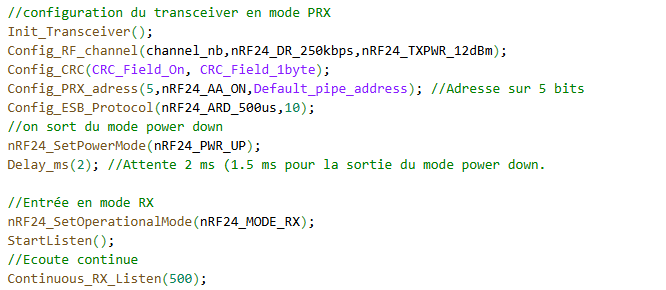 //configuration du transceiver en mode PRX
Init_Transceiver();
Config_RF_channel(channel_nb,nRF24_DR_250kbps,nRF24_TXPWR_12dBm);
Config_CRC(CRC_Field_On, CRC_Field_1byte);
Config_PRX_adress(5,nRF24_AA_ON,Default_pipe_address); //Adresse sur 5 bits
Config_ESB_Protocol(nRF24_ARD_500us,10);
//on sort du mode power down
nRF24_SetPowerMode(nRF24_PWR_UP);
Delay_ms(2); //Attente 2 ms (1.5 ms pour la sortie du mode power down.
//Entrée en mode RX
nRF24_SetOperationalMode(nRF24_MODE_RX);
StartListen();
//Ecoute continue
Continuous_RX_Listen(500);